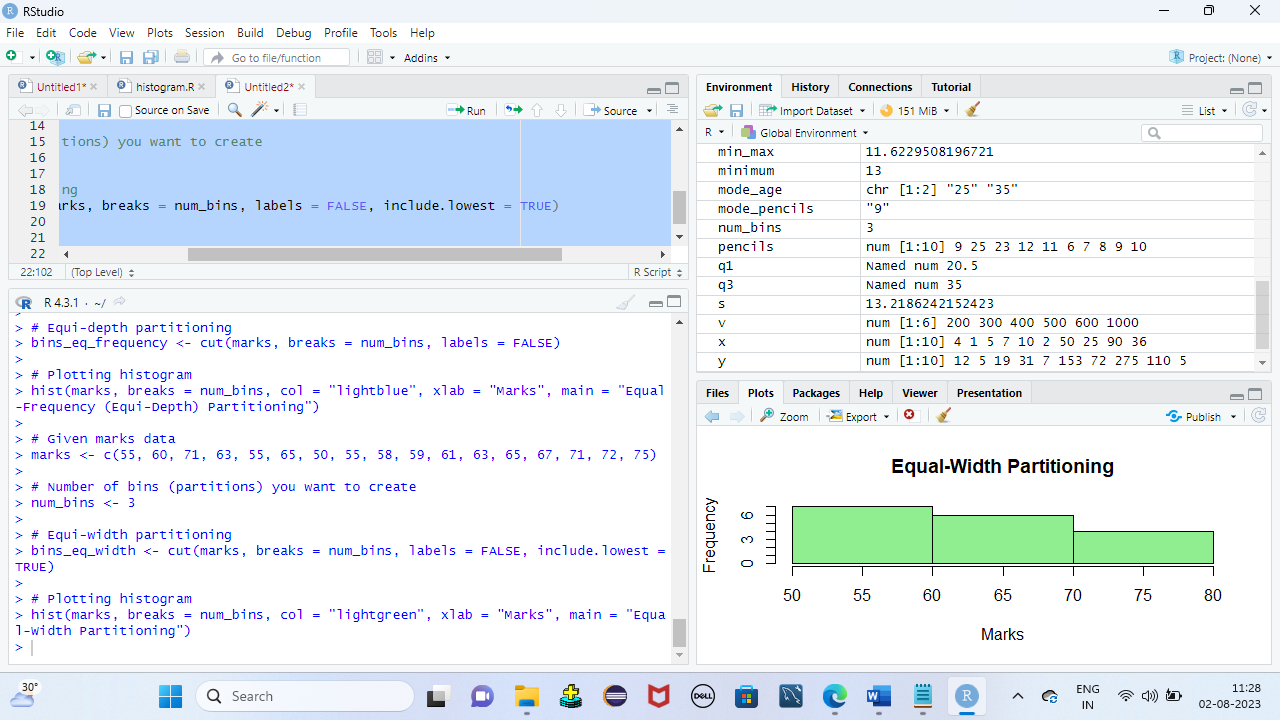 RStudio
File Edit Code View Plots Session Build Debug Profile Tools Help
Go to file/function
Addins
Project: (None)
Untitled1*
histogram.R
Untitled2*
Source on Save
Run
Source
14
15 tions) you want to create
16
17
18 ng
19 arks, breaks = num_bins, labels = FALSE, include.lowest = TRUE)
20
21
22
22:102 (Top Level) R Script
R 4.3.1 · ~/
>
> # Equi-depth partitioning
> bins_eq_frequency <- cut(marks, breaks = num_bins, labels = FALSE)
>
> # Plotting histogram
> hist(marks, breaks = num_bins, col = "lightblue", xlab = "Marks", main = "Equal
-Frequency (Equi-Depth) Partitioning")
>
> # Given marks data
> marks <- c(55, 60, 71, 63, 55, 65, 50, 55, 58, 59, 61, 63, 65, 67, 71, 72, 75)
>
> # Number of bins (partitions) you want to create
> num_bins <- 3
>
> # Equi-width partitioning
> bins_eq_width <- cut(marks, breaks = num_bins, labels = FALSE, include.lowest =
TRUE)
>
> # Plotting histogram
> hist(marks, breaks = num_bins, col = "lightgreen", xlab = "Marks", main = "Equa
l-Width Partitioning")
>
Environment History Connections Tutorial
Import Dataset 151 MiB List
R Global Environment
min_max 11.6229508196721
minimum 13
mode_age chr [1:2] "25" "35"
mode_pencils "9"
num_bins 3
pencils num [1:10] 9 25 23 12 11 6 7 8 9 10
q1 Named num 20.5
q3 Named num 35
s 13.2186242152423
v num [1:6] 200 300 400 500 600 1000
x num [1:10] 4 1 5 7 10 2 50 25 90 36
y num [1:10] 12 5 19 31 7 153 72 275 110 5
Files Plots Packages Help Viewer Presentation
Zoom Export Publish
Equal-Width Partitioning
Frequency
0 3 6
50 55 60 65 70 75 80
Marks
30°
Search
DELL
ENG
IN
11:28
02-08-2023